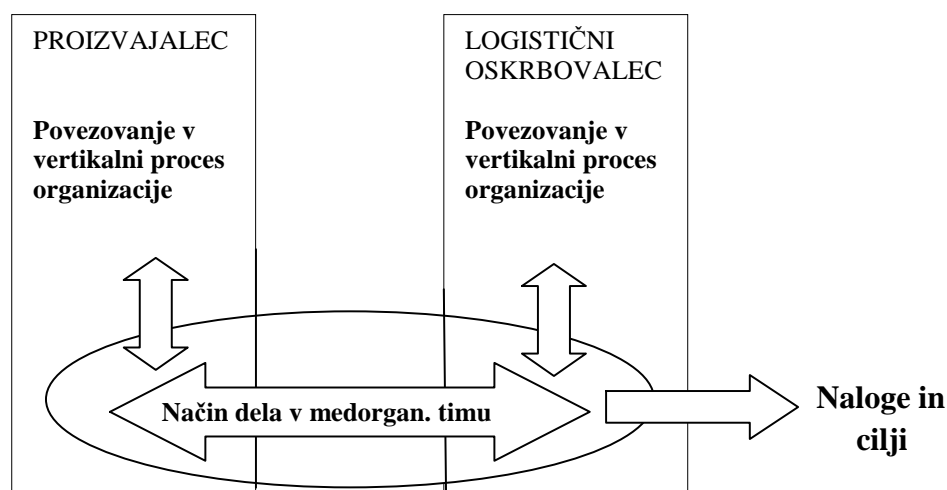 PROIZVAJALEC
Povezovanje v
vertikalni proces
organizacije
LOGISTIČNI
OSKRBOVALEC
Povezovanje v
vertikalni proces
organizacije
Način dela v medorgan. timu
Naloge in
cilji